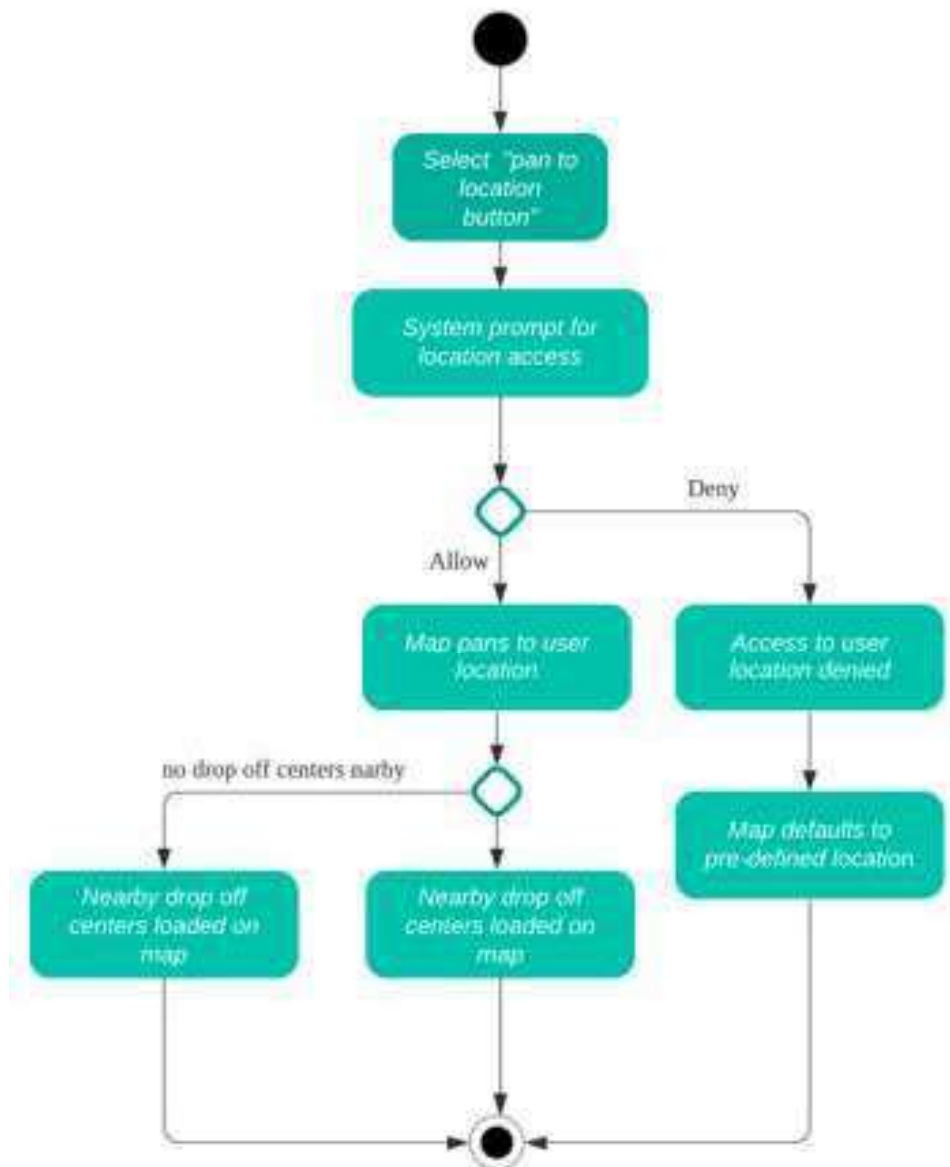 Select "pan to
location
button"
System prompt for
location access
Deny
Allow
Map pans to user
location
Access to user
location denied
no drop off centers narby
Map defaults to
pre-defined location
'Nearby drop off
centers loaded on
map
Nearby drop off
centers loaded on
map